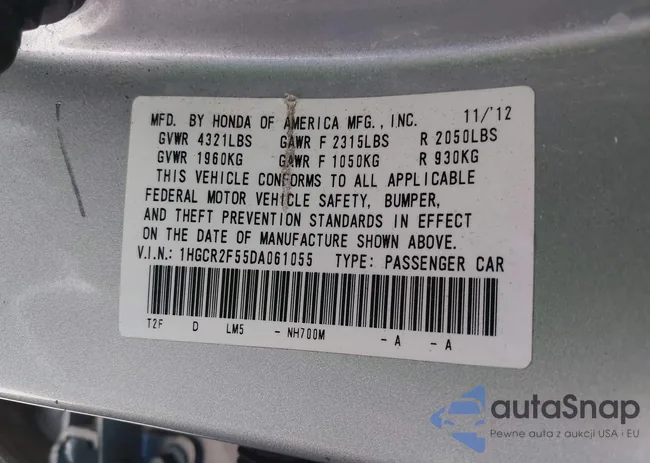 MFD. BY HONDA OF AMERICA MFG., INC. 11/'12
GVWR 4321LBS GAWR F 2315LBS R 2050LBS
GVWR 1960KG GAWR F 1050KG R 930KG
THIS VEHICLE CONFORMS TO ALL APPLICABLE
FEDERAL MOTOR VEHICLE SAFETY, BUMPER,
AND THEFT PREVENTION STANDARDS IN EFFECT
ON THE DATE OF MANUFACTURE SHOWN ABOVE.
V.I.N.: 1HGCR2F55DA061055 TYPE: PASSENGER CAR
T2F D LM5 - NH700M - A - A
autaSnap
Pewne auta z aukcji USA i EU